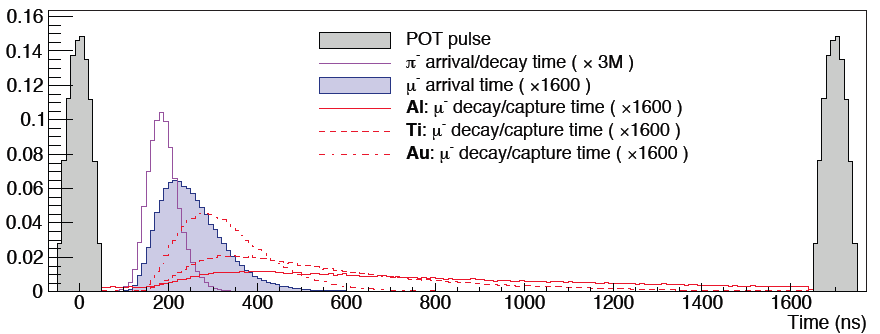 0.16
0.14
0.12
0.1
0.08
0.06
0.04
0.02
0
POT pulse
π- arrival/decay time ( × 3M )
μ- arrival time ( ×1600 )
Al: μ- decay/capture time ( ×1600 )
Ti: μ- decay/capture time ( ×1600 )
Au: μ- decay/capture time ( ×1600 )
0 200 400 600 800 1000 1200 1400 1600
Time (ns)